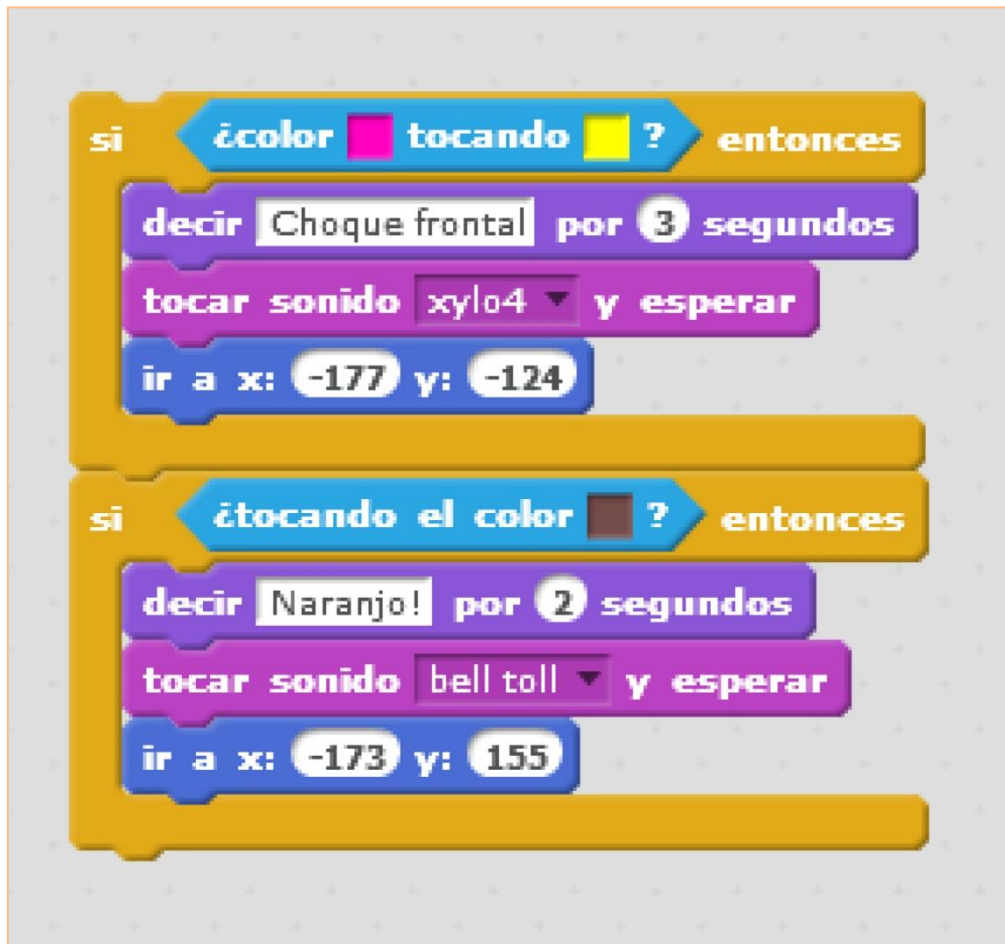 si ¿color tocando ? entonces
decir Choque frontal por 3 segundos
tocar sonido xylo4 y esperar
ir a x: -177 y: -124
si ¿tocando el color ? entonces
decir Naranjo! por 2 segundos
tocar sonido bell toll y esperar
ir a x: -173 y: 155